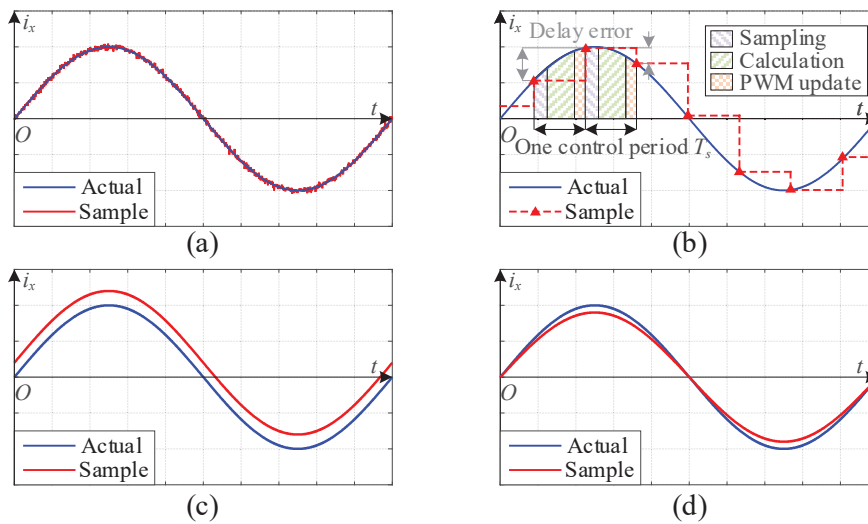 i_x
t
O
Actual
Sample
(a)
i_x
Delay error
Sampling
Calculation
PWM update
t
O
One control period T_s
Actual
Sample
(b)
i_x
t
O
Actual
Sample
(c)
i_x
t
O
Actual
Sample
(d)